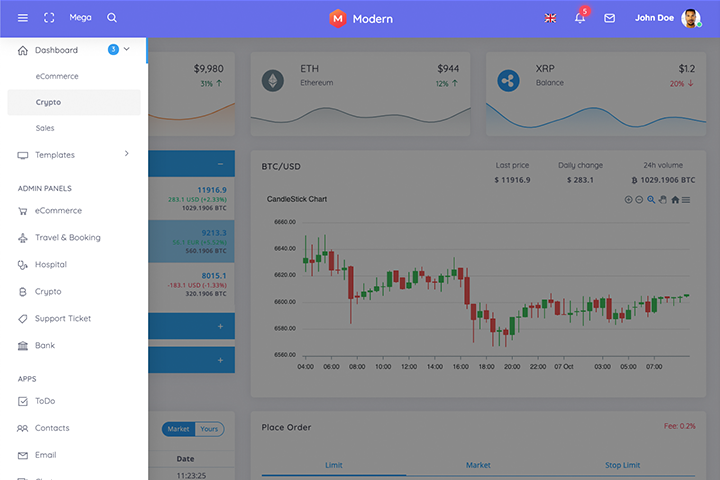 Mega
Modern
5
John Doe
Dashboard 3
eCommerce
Crypto
Sales
Templates
ADMIN PANELS
eCommerce
Travel & Booking
Hospital
Crypto
Support Ticket
Bank
APPS
ToDo
Contacts
Email
$9,980
31% ↑
ETH $944
Ethereum 12% ↑
XRP $1.2
Balance 20% ↓
11916.9
283.1 USD (+2.33%)
1029.1906 BTC
9213.3
560.1906 BTC
8015.1
-183.1 USD (-1.33%)
320.1906 BTC
BTC/USD
Last price Daily change 24h volume
$ 11916.9 $ 283.1 ₿ 1029.1906 BTC
CandleStick Chart
6660.00
6640.00
6620.00
6600.00
6580.00
6560.00
04:00 06:00 08:00 10:00 12:00 14:00 16:00 18:00 20:00 22:00 07 Oct 03:00 05:00 07:00
Market Yours
Date
11:23:25
Place Order Fee: 0.2%
Limit Market Stop Limit